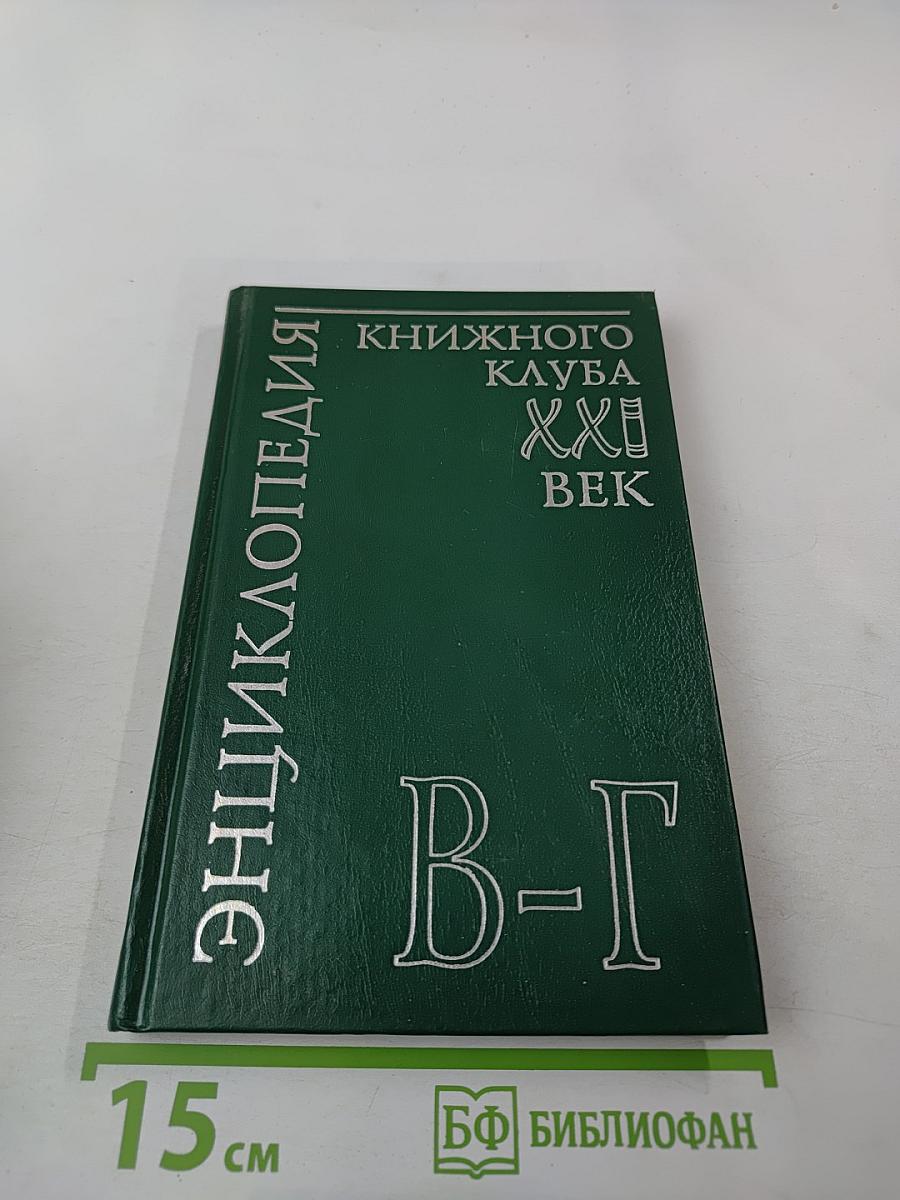 ЭНЦИКЛОПЕДИЯ
КНИЖНОГО
КЛУБА
XXI
ВЕК
В-Г
15 см
БФ БИБЛИОФАН